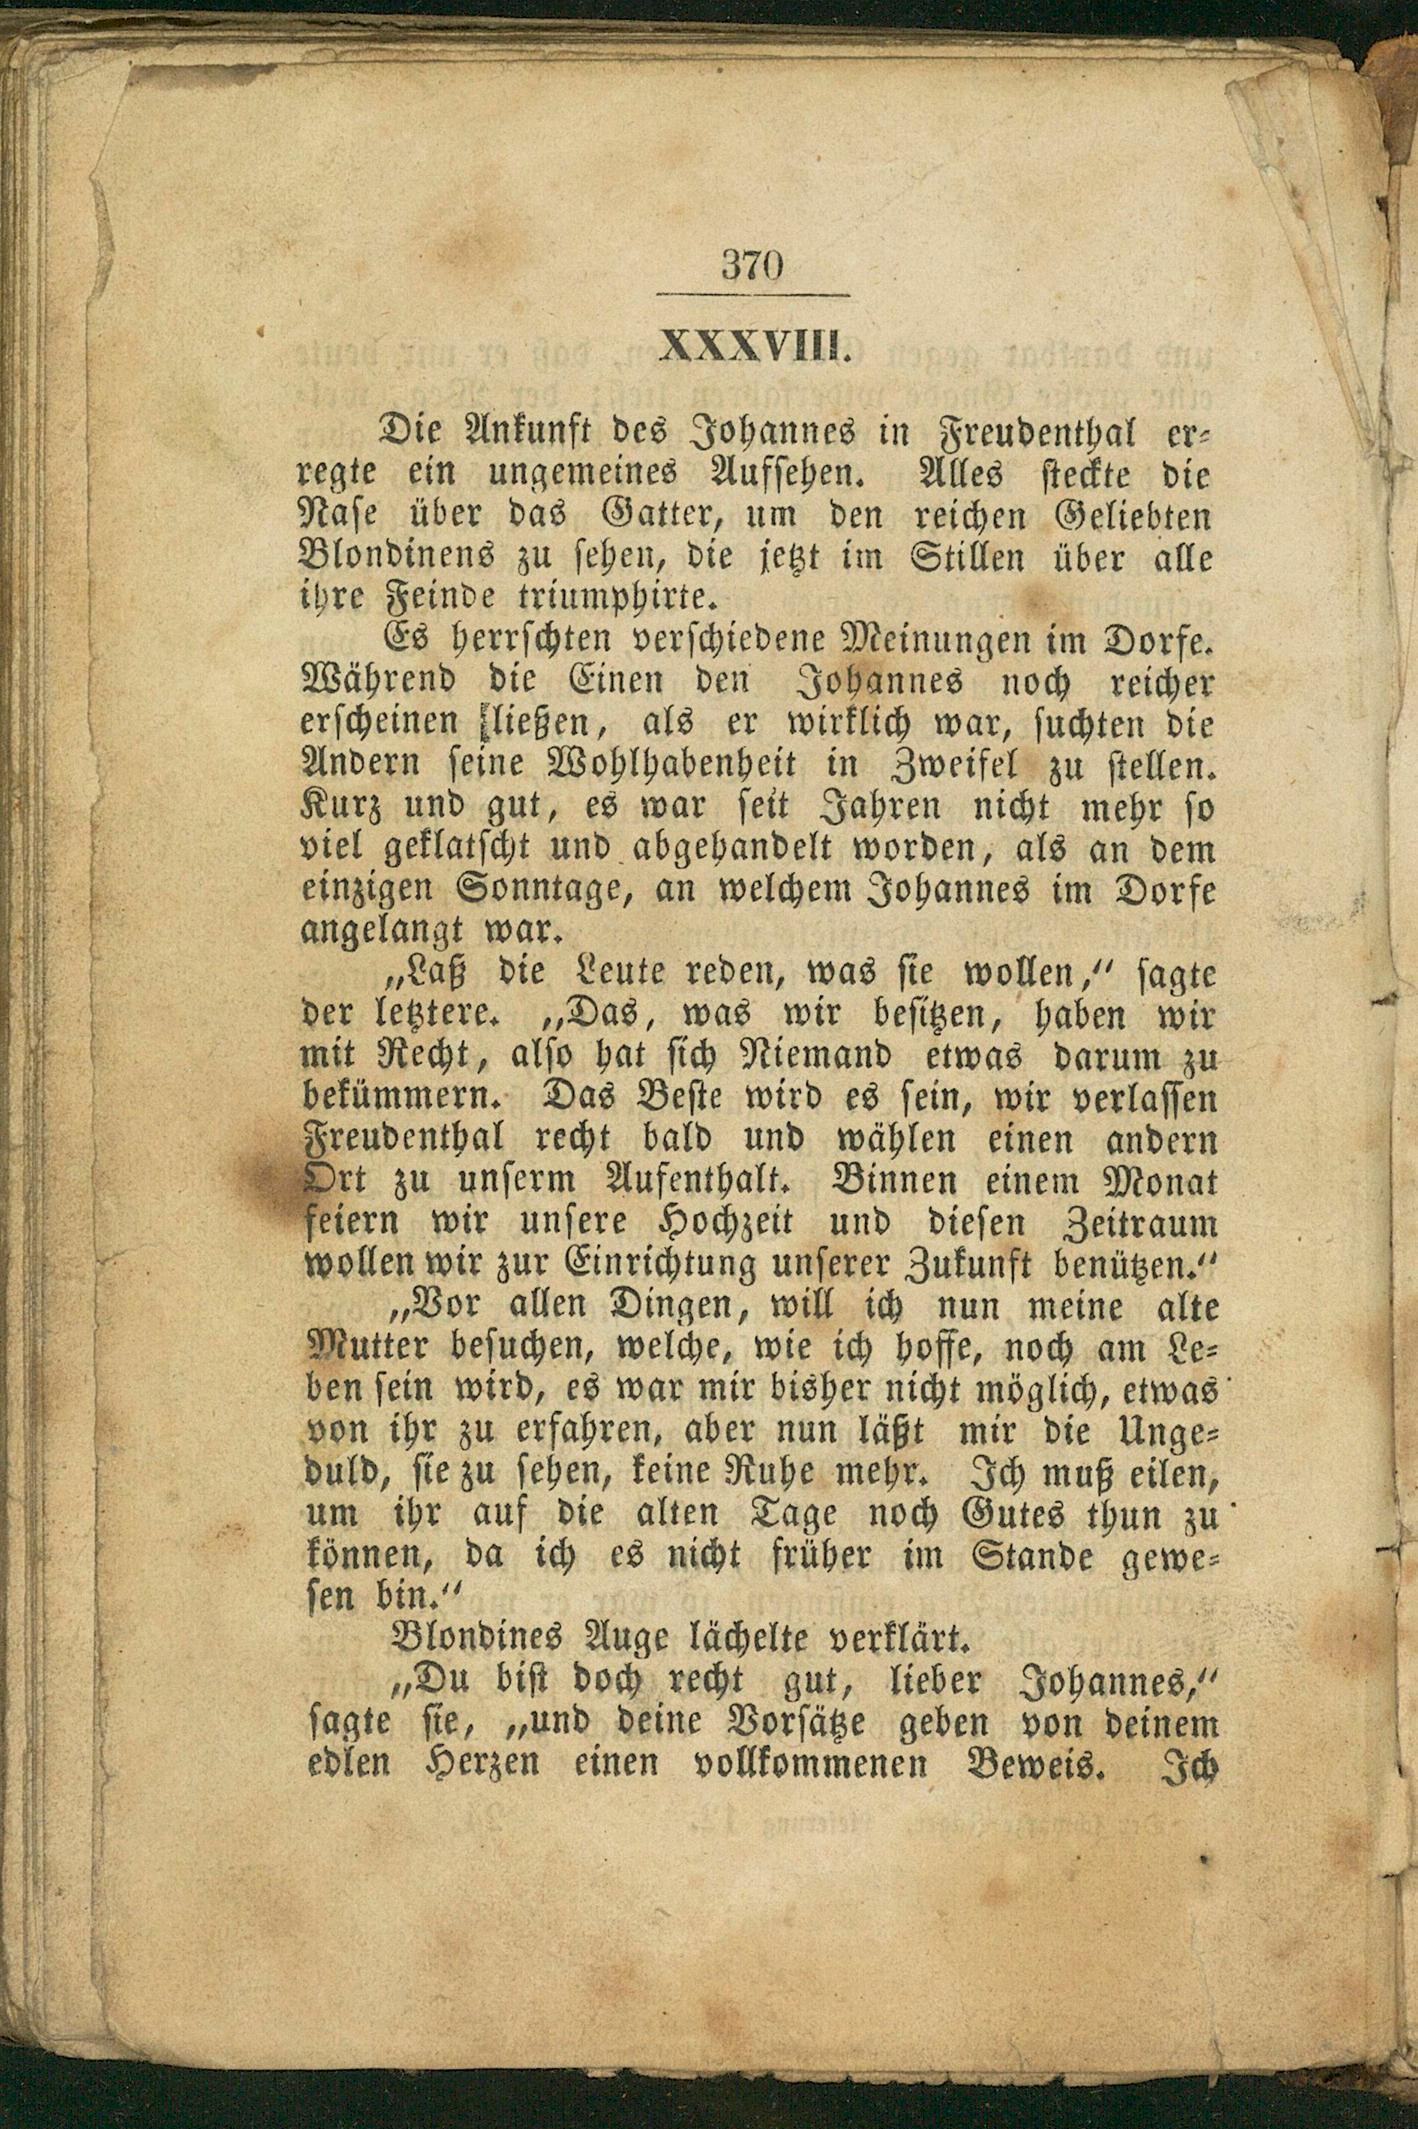 370
XXXVIII.
Die Ankunft des Johannes in Freudenthal er-
regte ein ungemeines Aufsehen. Alles steckte die
Nase über das Gatter, um den reichen Geliebten
Blondinens zu sehen, die jetzt im Stillen über alle
ihre Feinde triumphirte.
Es herrschten verschiedene Meinungen im Dorfe.
Während die Einen den Johannes noch reicher
erscheinen ließen, als er wirklich war, suchten die
Andern seine Wohlhabenheit in Zweifel zu stellen.
Kurz und gut, es war seit Jahren nicht mehr so
viel geklatscht und abgehandelt worden, als an dem
einzigen Sonntage, an welchem Johannes im Dorfe
angelangt war.
„Laß die Leute reden, was sie wollen,“ sagte
der letztere. „Das, was wir besitzen, haben wir
mit Recht, also hat sich Niemand etwas darum zu
bekümmern. Das Beste wird es sein, wir verlassen
Freudenthal recht bald und wählen einen andern
Ort zu unserm Aufenthalt. Binnen einem Monat
feiern wir unsere Hochzeit und diesen Zeitraum
wollen wir zur Einrichtung unserer Zukunft benützen.“
„Vor allen Dingen, will ich nun meine alte
Mutter besuchen, welche, wie ich hoffe, noch am Le-
ben sein wird, es war mir bisher nicht möglich, etwas
von ihr zu erfahren, aber nun läßt mir die Unge-
duld, sie zu sehen, keine Ruhe mehr. Ich muß eilen,
um ihr auf die alten Tage noch Gutes thun zu
können, da ich es nicht früher im Stande gewe-
sen bin.“
Blondines Auge lächelte verklärt.
„Du bist doch recht gut, lieber Johannes,“
sagte sie, „und deine Vorsätze geben von deinem
edlen Herzen einen vollkommenen Beweis. Ich